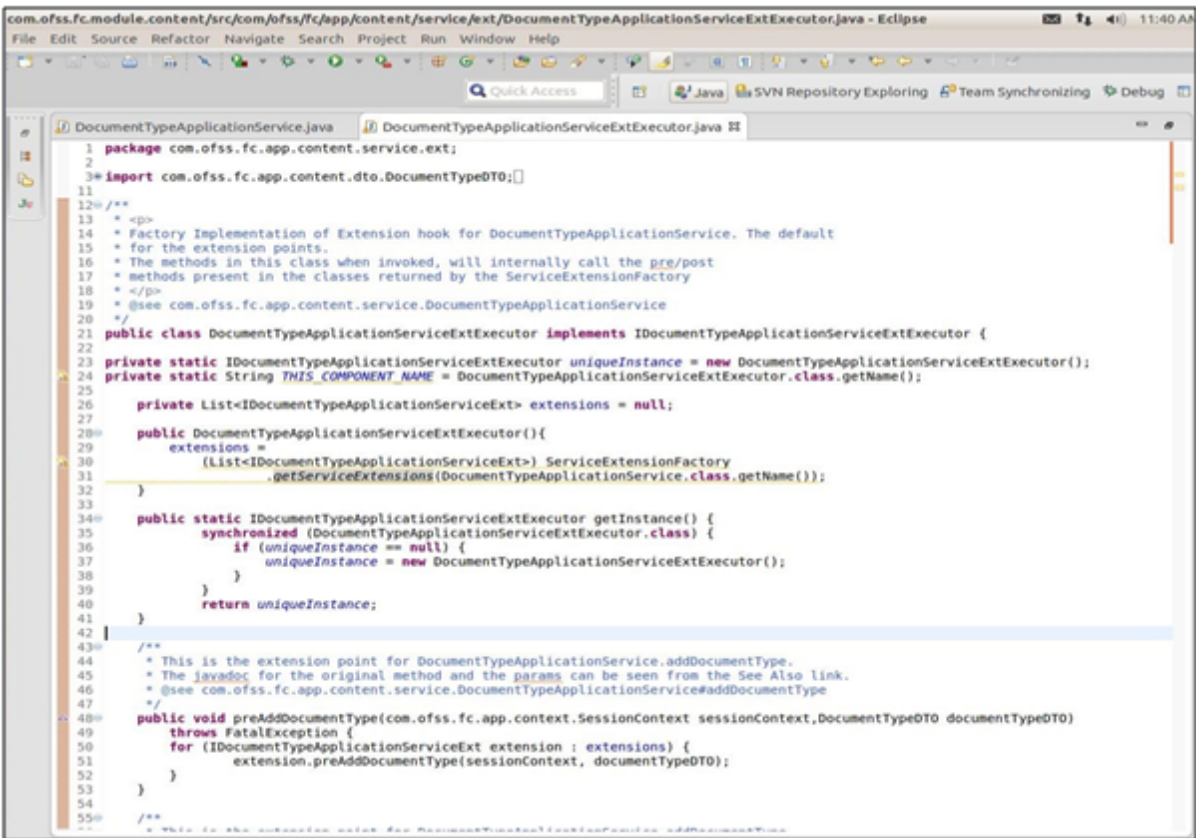 com.ofss.fc.module.content/src/com/ofss/fc/app/content/service/ext/DocumentTypeApplicationServiceExtExecutor.java - Eclipse 11:40 AM
File Edit Source Refactor Navigate Search Project Run Window Help
Quick Access Java SVN Repository Exploring Team Synchronizing Debug
DocumentTypeApplicationService.java DocumentTypeApplicationServiceExtExecutor.java
1 package com.ofss.fc.app.content.service.ext;
2
3 import com.ofss.fc.app.content.dto.DocumentTypeDTO;
11
12 /**
13 * <p>
14 * Factory Implementation of Extension hook for DocumentTypeApplicationService. The default
15 * for the extension points.
16 * The methods in this class when invoked, will internally call the pre/post
17 * methods present in the classes returned by the ServiceExtensionFactory
18 * </p>
19 * @see com.ofss.fc.app.content.service.DocumentTypeApplicationService
20 */
21 public class DocumentTypeApplicationServiceExtExecutor implements IDocumentTypeApplicationServiceExtExecutor {
22
23 private static IDocumentTypeApplicationServiceExtExecutor uniqueInstance = new DocumentTypeApplicationServiceExtExecutor();
24 private static String THIS_COMPONENT_NAME = DocumentTypeApplicationServiceExtExecutor.class.getName();
25
26 private List<IDocumentTypeApplicationServiceExt> extensions = null;
27
28 public DocumentTypeApplicationServiceExtExecutor(){
29 extensions =
30 (List<IDocumentTypeApplicationServiceExt>) ServiceExtensionFactory
31 .getServiceExtensions(DocumentTypeApplicationService.class.getName());
32 }
33
34 public static IDocumentTypeApplicationServiceExtExecutor getInstance() {
35 synchronized (DocumentTypeApplicationServiceExtExecutor.class) {
36 if (uniqueInstance == null) {
37 uniqueInstance = new DocumentTypeApplicationServiceExtExecutor();
38 }
39 }
40 return uniqueInstance;
41 }
42
43 /**
44 * This is the extension point for DocumentTypeApplicationService.addDocumentType.
45 * The javadoc for the original method and the params can be seen from the See Also link.
46 * @see com.ofss.fc.app.content.service.DocumentTypeApplicationService#addDocumentType
47 */
48 public void preAddDocumentType(com.ofss.fc.app.context.SessionContext sessionContext,DocumentTypeDTO documentTypeDTO)
49 throws FatalException {
50 for (IDocumentTypeApplicationServiceExt extension : extensions) {
51 extension.preAddDocumentType(sessionContext, documentTypeDTO);
52 }
53 }
54
55 /**
* This is the extension point for DocumentTypeApplicationService.addDocumentType.